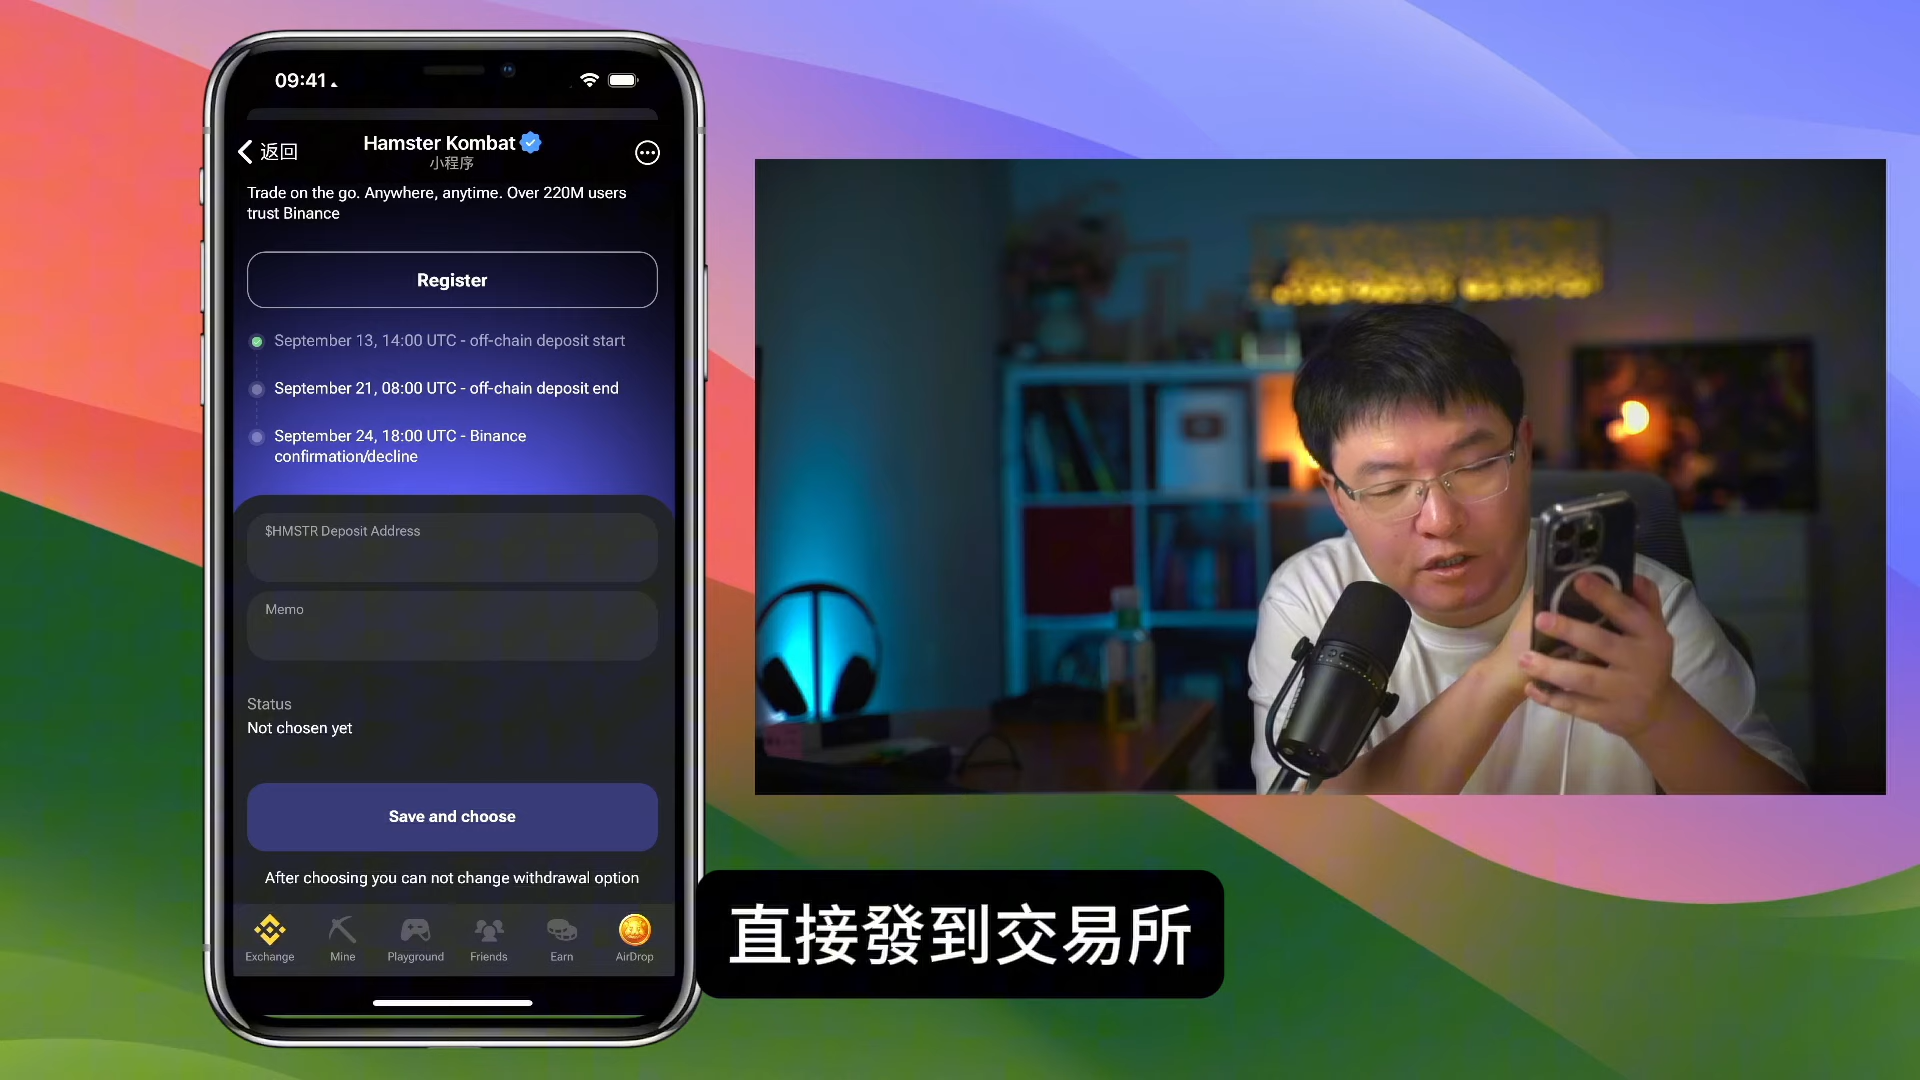 09:41
返回
Hamster Kombat
小程序
Trade on the go. Anywhere, anytime. Over 220M users
trust Binance
Register
September 13, 14:00 UTC - off-chain deposit start
September 21, 08:00 UTC - off-chain deposit end
September 24, 18:00 UTC - Binance
confirmation/decline
$HMSTR Deposit Address
Memo
Status
Not chosen yet
Save and choose
After choosing you can not change withdrawal option
Exchange
Mine
Playground
Friends
Earn
AirDrop
直接發到交易所